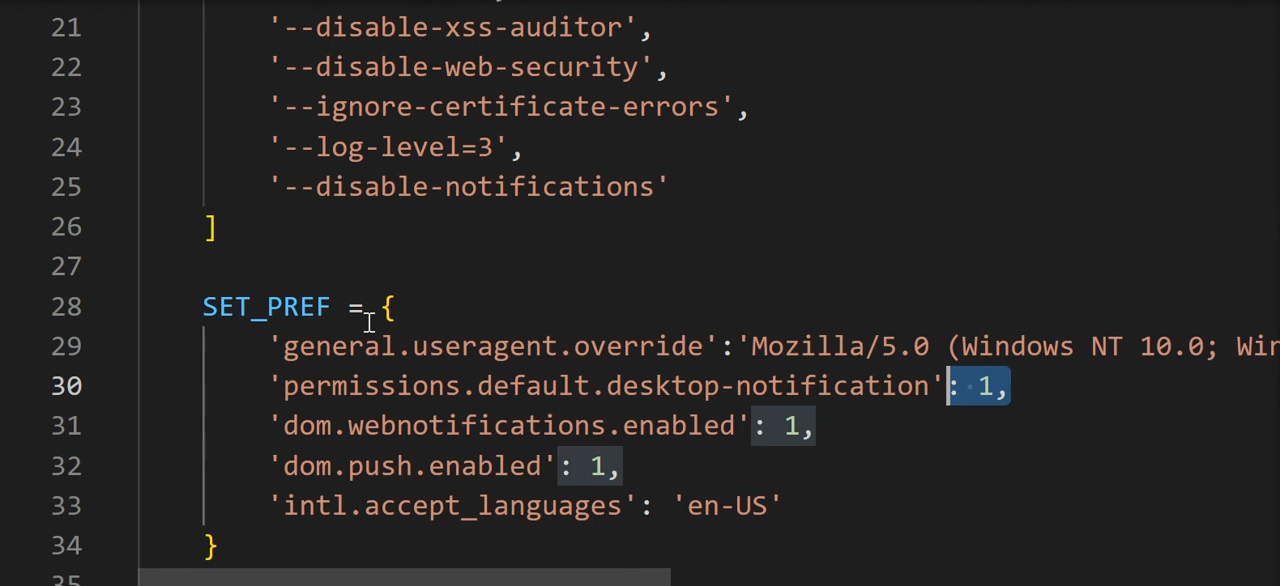 21 '--disable-xss-auditor',
22 '--disable-web-security',
23 '--ignore-certificate-errors',
24 '--log-level=3',
25 '--disable-notifications'
26 ]
27
28 SET_PREF = {
29 'general.useragent.override':'Mozilla/5.0 (Windows NT 10.0;
30 'permissions.default.desktop-notification': 1,
31 'dom.webnotifications.enabled': 1,
32 'dom.push.enabled': 1,
33 'intl.accept_languages': 'en-US'
34 }